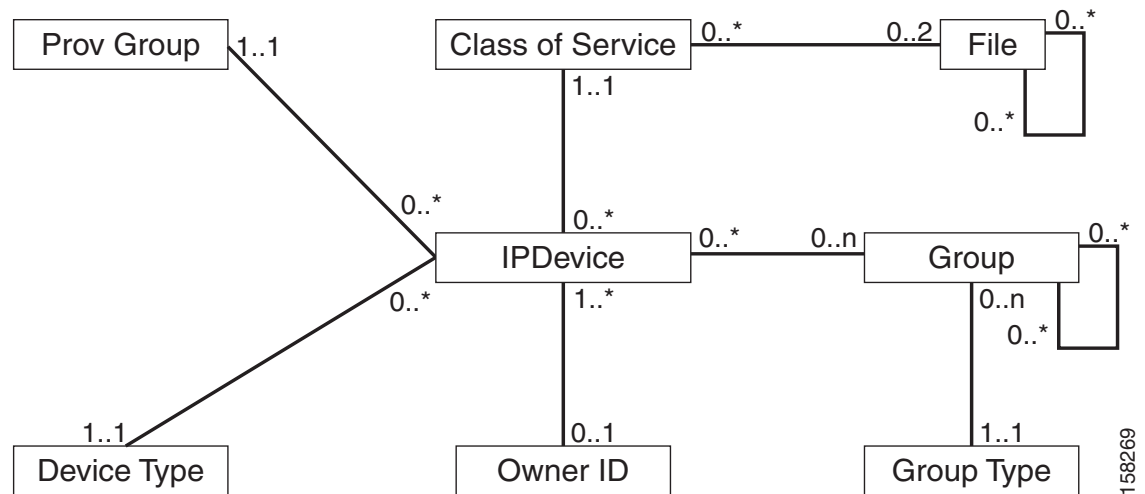 Prov Group
1..1
Class of Service
0..*
0..2
File
0..*
1..1
0..*
0..*
0..*
IPDevice
0..*
0..n
Group
0..*
0..*
1..*
0..n
0..*
1..1
0..1
1..1
Device Type
Owner ID
Group Type
158269